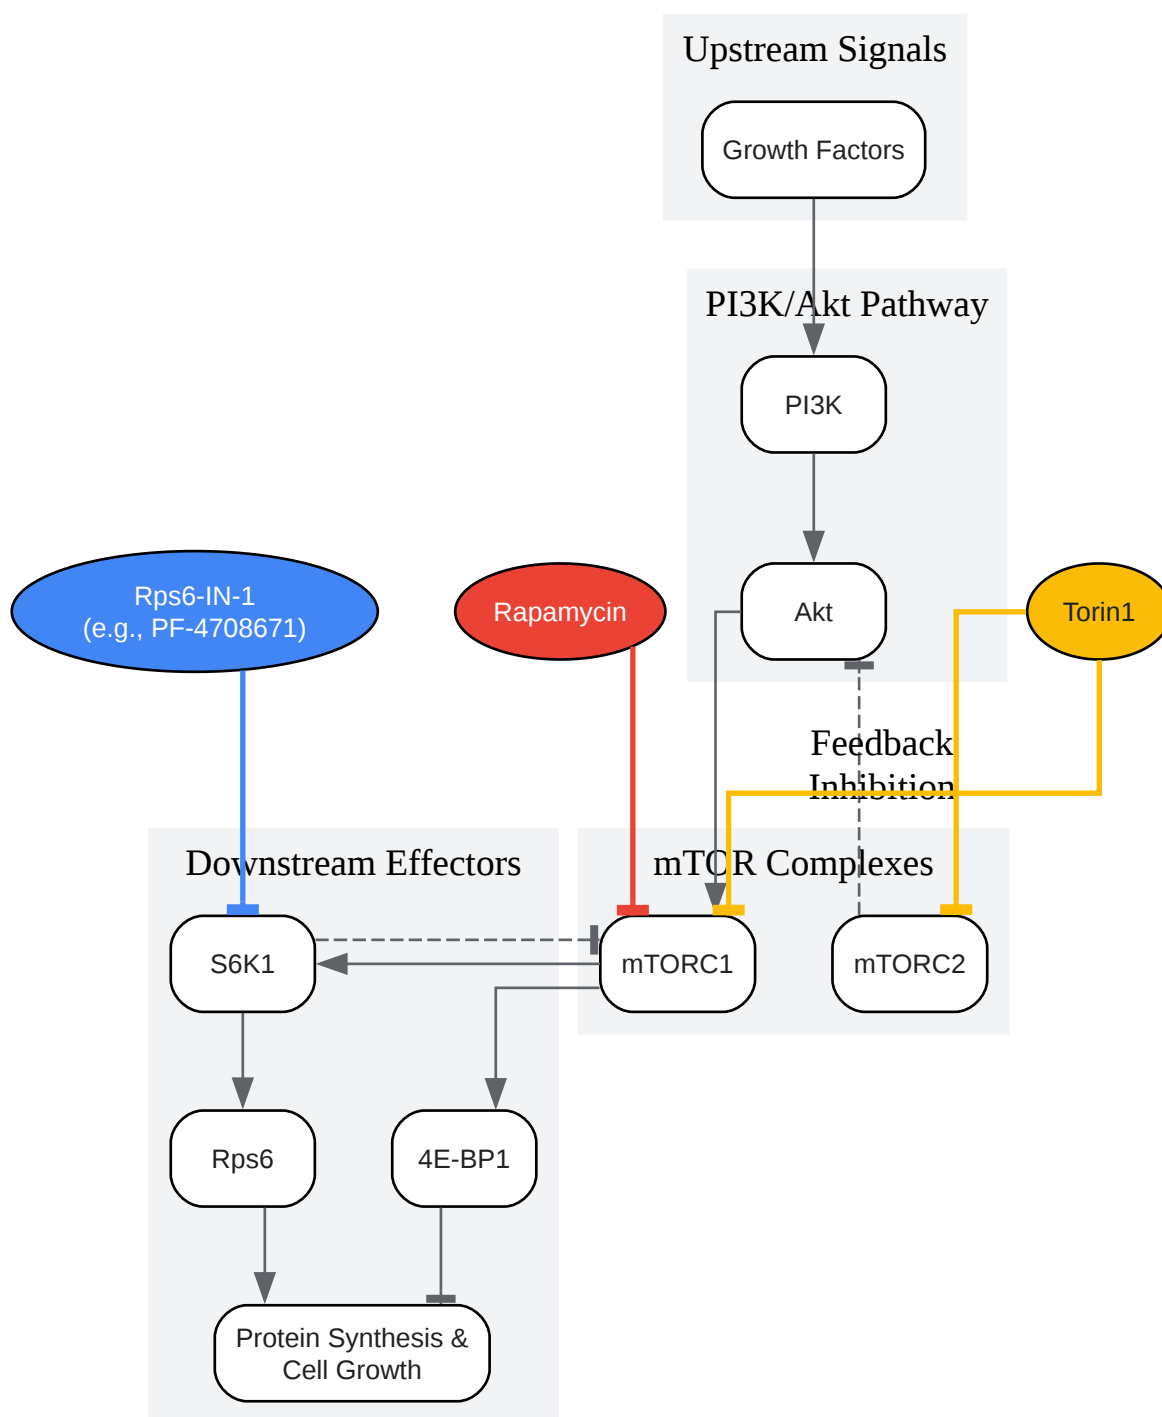 Upstream Signals
Growth Factors
PI3K/Akt Pathway
PI3K
Rps6-IN-1
(e.g., PF-4708671)
Rapamycin
Akt
Torin1
Feedback
Inhibition
Downstream Effectors
mTOR Complexes
S6K1
mTORC1
mTORC2
Rps6
4E-BP1
Protein Synthesis &
Cell Growth